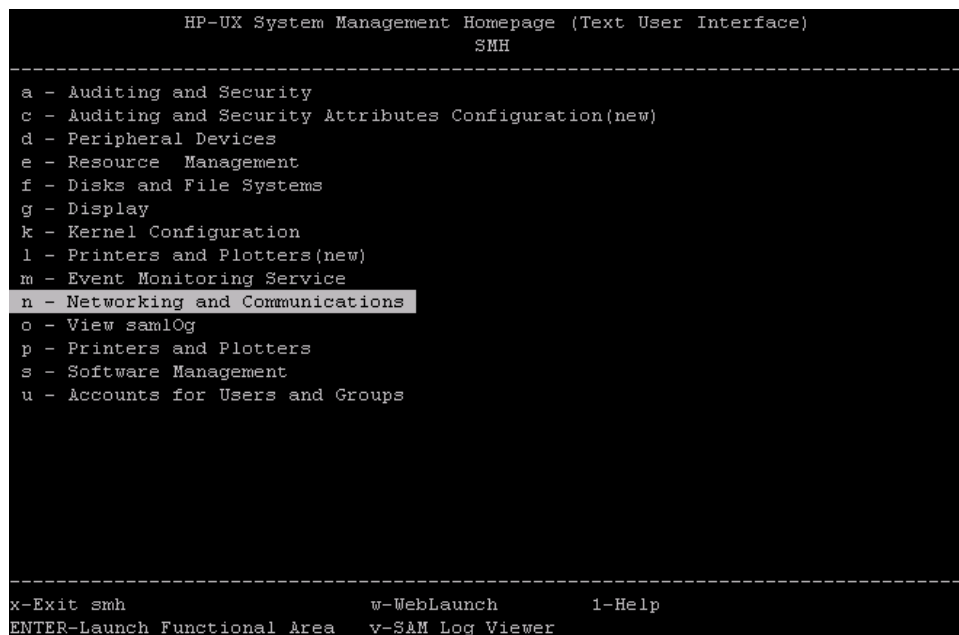 HP-UX System Management Homepage (Text User Interface)
SMH
a - Auditing and Security
c - Auditing and Security Attributes Configuration(new)
d - Peripheral Devices
e - Resource  Management
f - Disks and File Systems
g - Display
k - Kernel Configuration
l - Printers and Plotters(new)
m - Event Monitoring Service
n - Networking and Communications
o - View samlOg
p - Printers and Plotters
s - Software Management
u - Accounts for Users and Groups
x-Exit smh w-WebLaunch 1-Help
ENTER-Launch Functional Area v-SAM Log Viewer